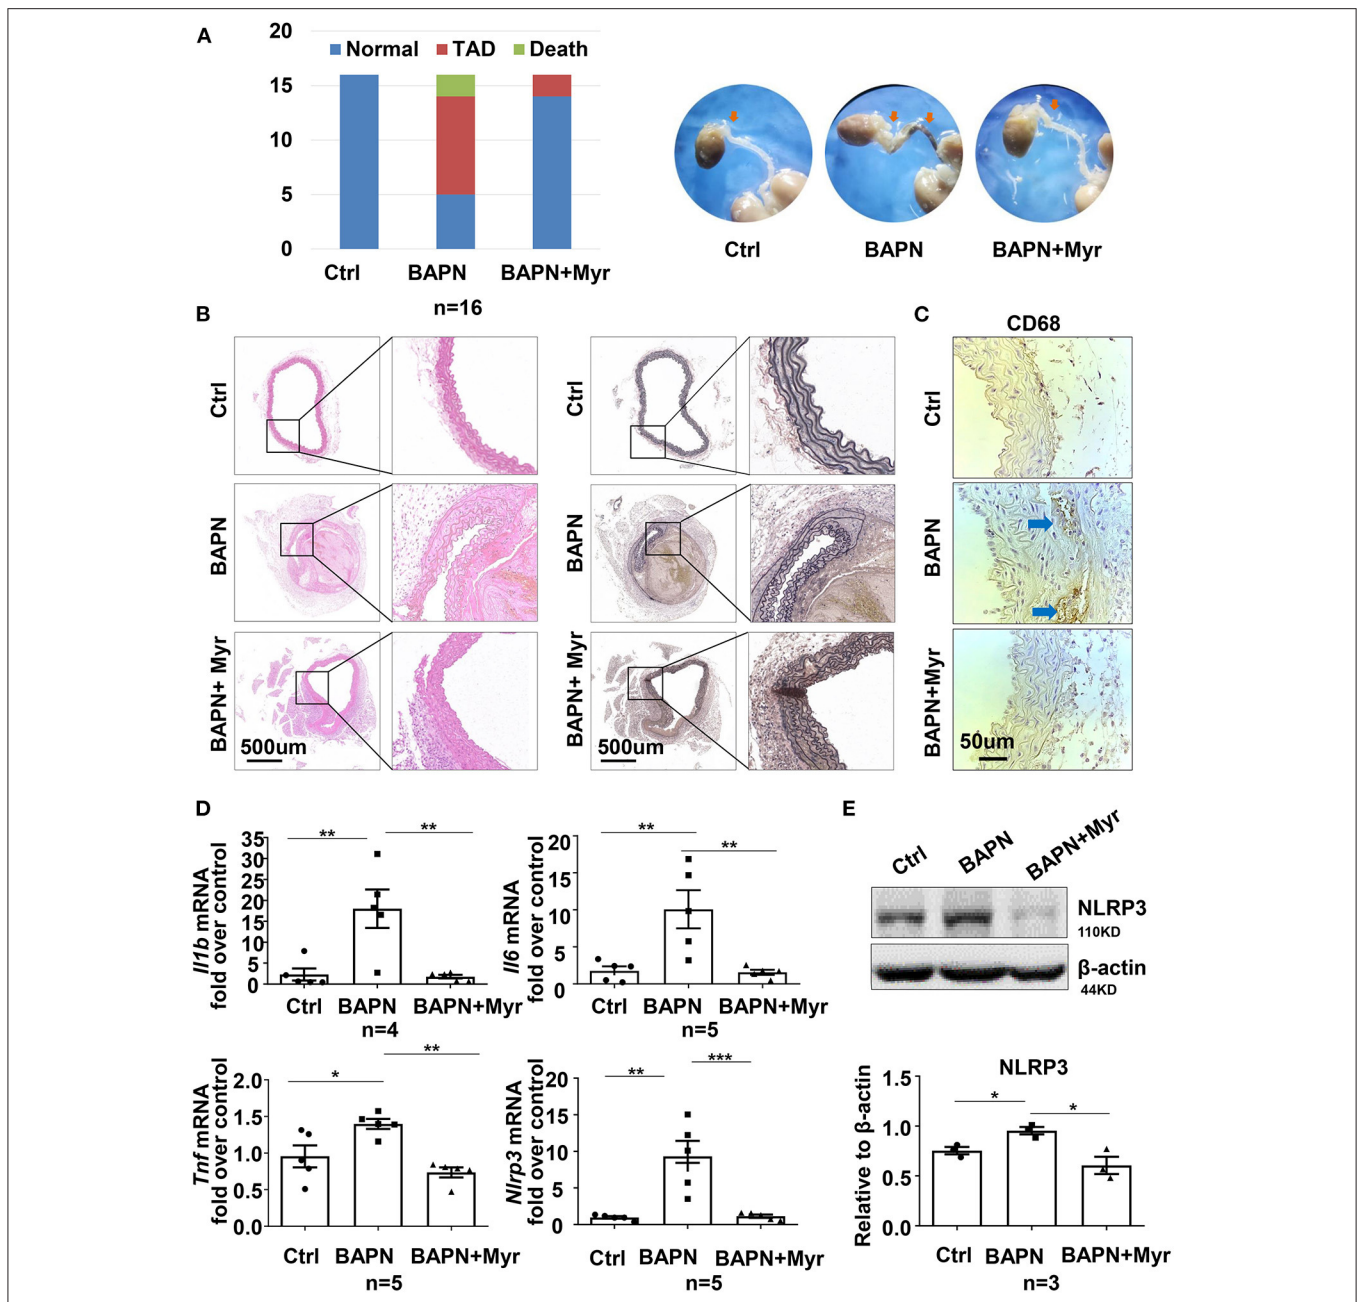 A
20
15
10
5
0
Normal TAD Death
Ctrl BAPN BAPN+Myr
n=16
Ctrl BAPN BAPN+Myr
B
Ctrl
BAPN
BAPN+ Myr
500um
Ctrl
BAPN
BAPN+ Myr
500um
C
CD68
Ctrl
BAPN
BAPN+Myr
50um
D
Il1b mRNA
fold over control
35
30
25
20
15
10
5
0
** **
Ctrl BAPN BAPN+Myr
n=4
Il6 mRNA
fold over control
20
15
10
5
0
** **
Ctrl BAPN BAPN+Myr
n=5
Tnf mRNA
fold over control
2.0
1.5
1.0
0.5
0.0
* **
Ctrl BAPN BAPN+Myr
n=5
Nlrp3 mRNA
fold over control
20
15
10
5
0
** ***
Ctrl BAPN BAPN+Myr
n=5
E
Ctrl BAPN BAPN+Myr
NLRP3
110KD
β-actin
44KD
NLRP3
Relative to β-actin
1.5
1.0
0.5
0.0
* *
Ctrl BAPN BAPN+Myr
n=3